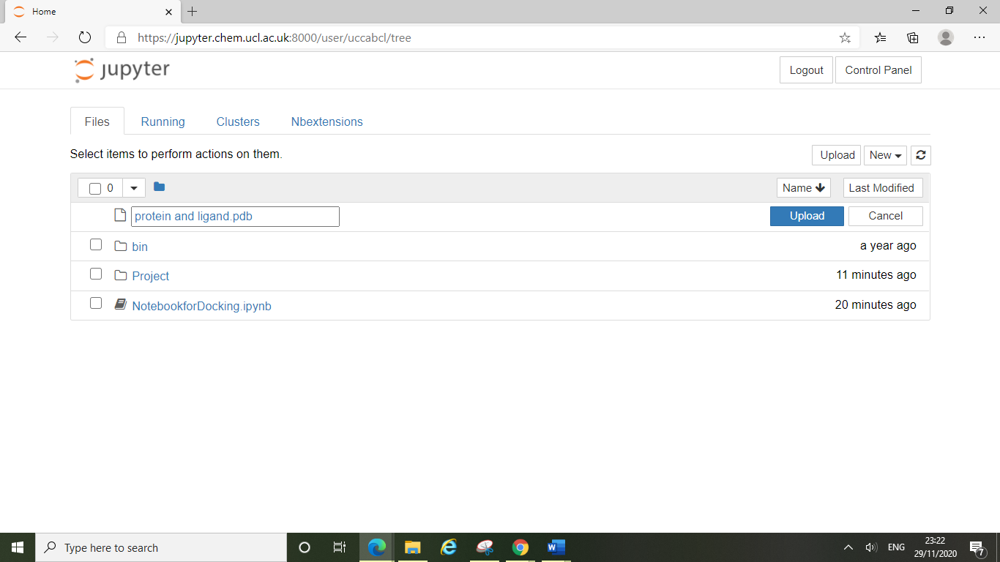 Home
https://jupyter.chem.ucl.ac.uk:8000/user/uccabcl/tree
jupyter
Logout
Control Panel
Files
Running
Clusters
Nbextensions
Select items to perform actions on them.
Upload
New
0
Name
Last Modified
protein and ligand.pdb
Upload
Cancel
bin
a year ago
Project
11 minutes ago
NotebookforDocking.ipynb
20 minutes ago
Type here to search
ENG
23:22
29/11/2020
7